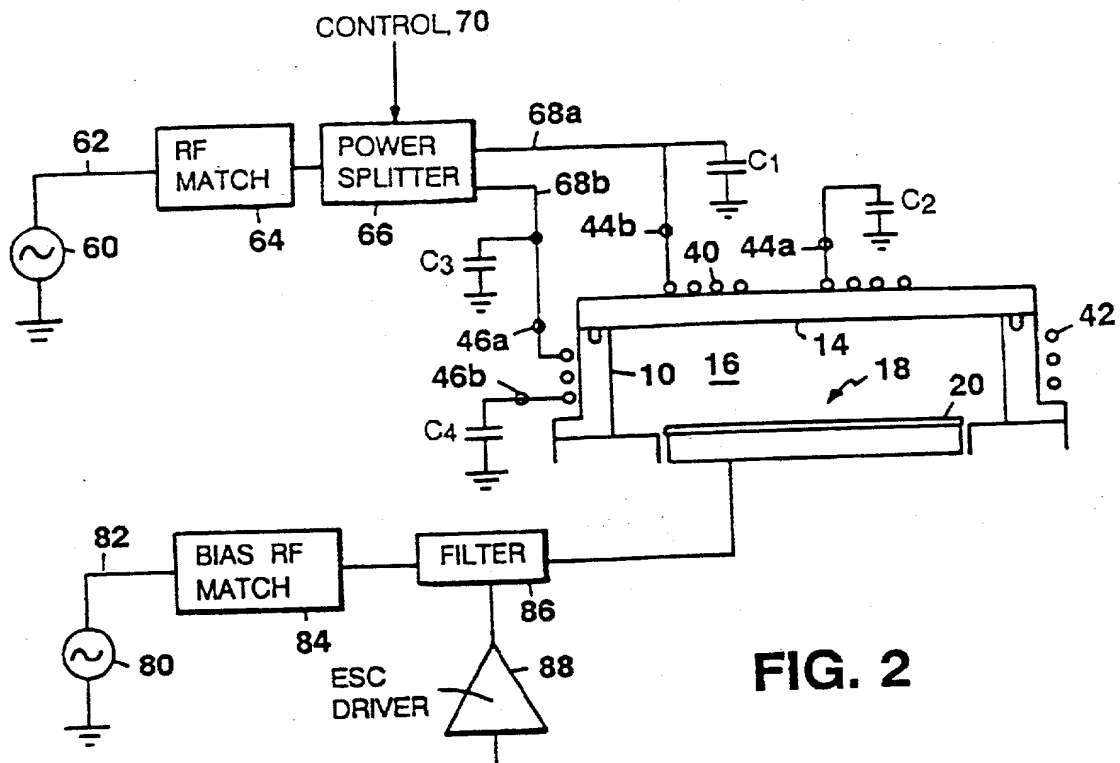 CONTROL, 70
62
RF
MATCH
64
POWER
SPLITTER
66
68a
68b
C1
C2
C3
44b
44a
40
60
46a
42
46b
10
16
14
18
20
C4
82
BIAS RF
MATCH
84
FILTER
86
80
88
ESC
DRIVER
FIG. 2